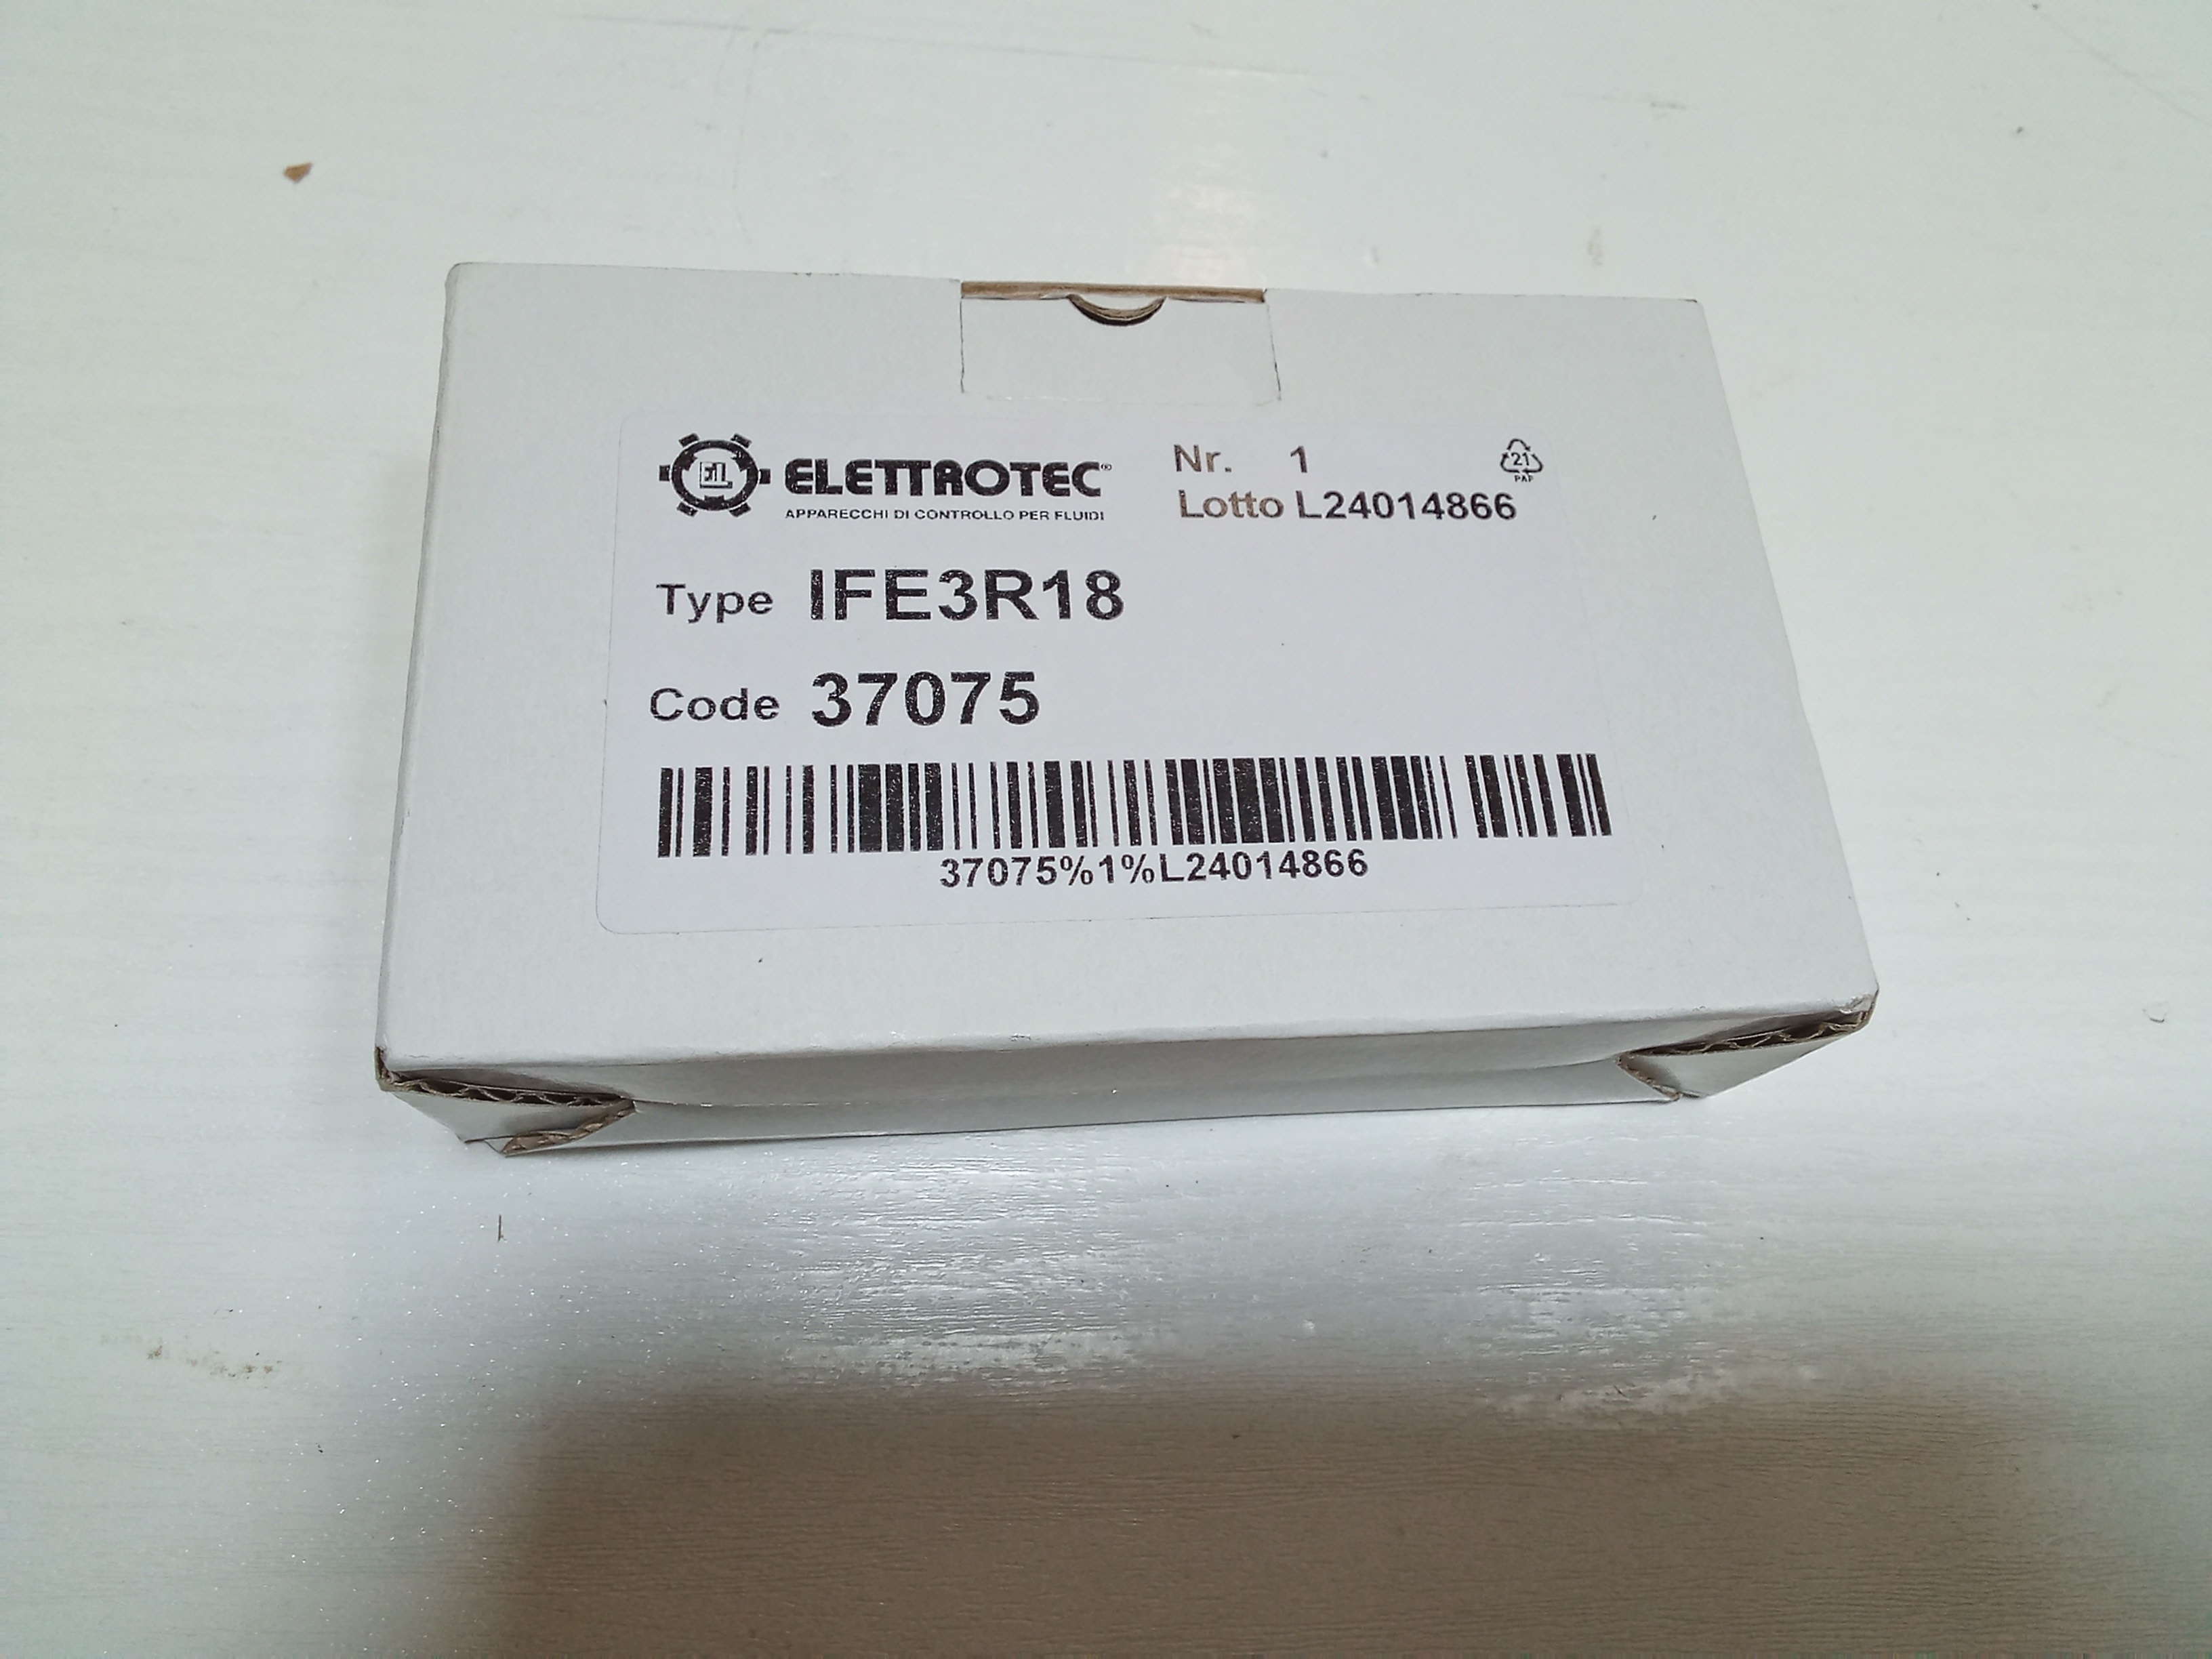 ELETTROTEC®
APPARECCHI DI CONTROLLO PER FLUIDI
Nr. 1
Lotto L24014866
21
PAP
Type IFE3R18
Code 37075
37075%1%L24014866